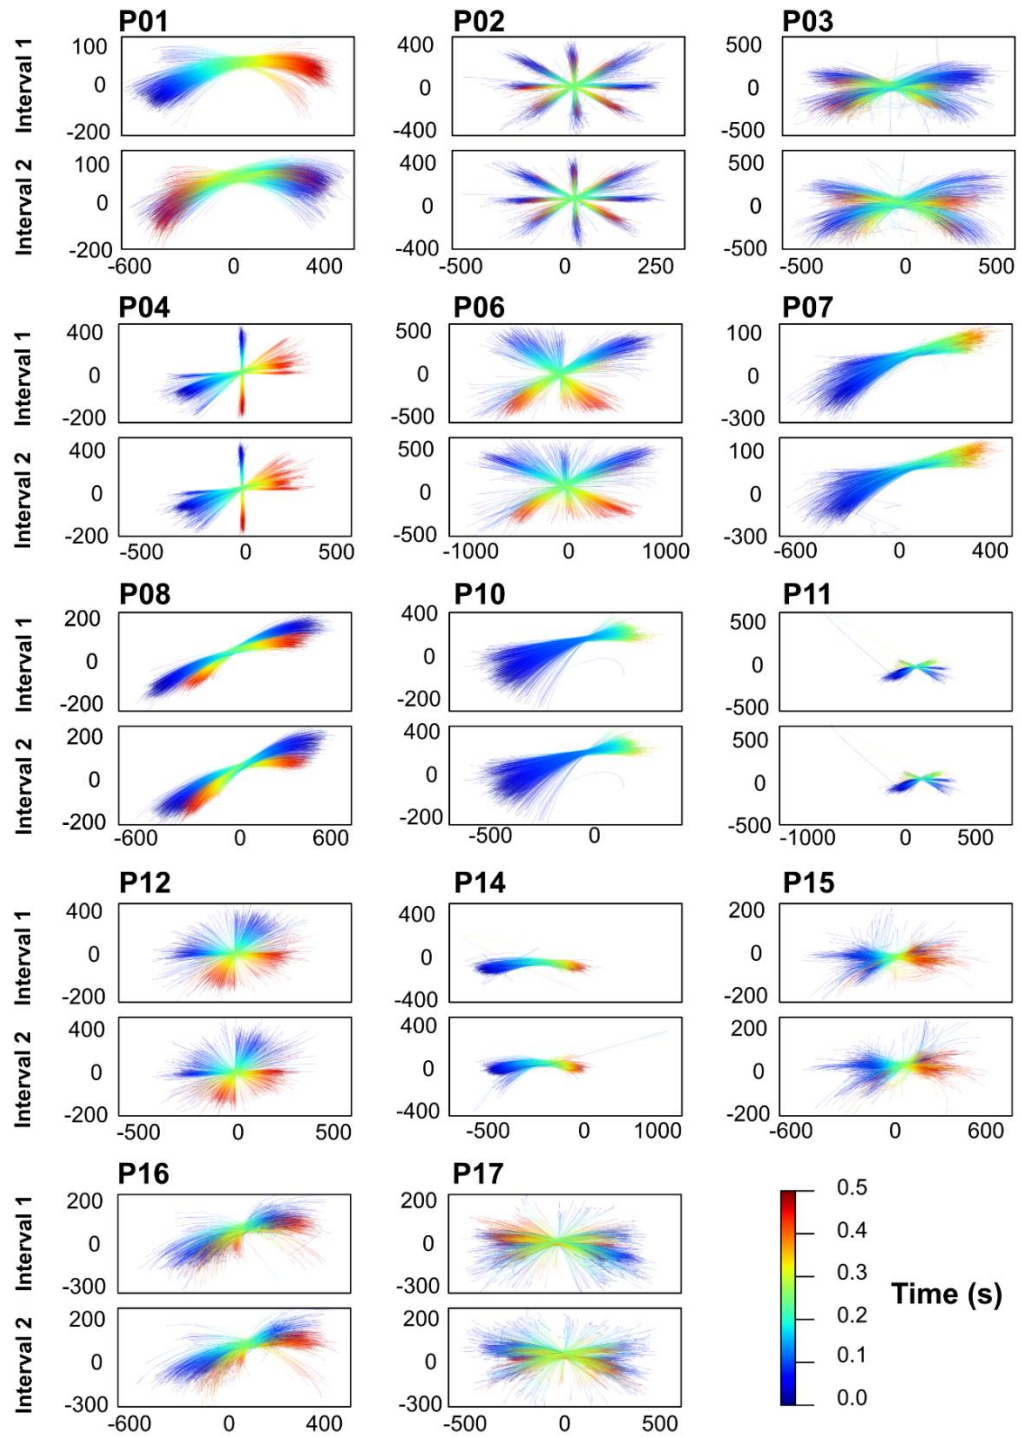 P01 P02 P03
Interval 1 100 0 -200 400 0 -400 500 0 -500
Interval 2 100 0 -200 400 0 -400 500 0 -500
-600 0 400 -500 0 250 -500 0 500
P04 P06 P07
Interval 1 400 0 -200 500 0 -500 100 0 -300
Interval 2 400 0 -200 500 0 -500 100 0 -300
-500 0 500 -1000 0 1000 -600 0 400
P08 P10 P11
Interval 1 200 0 -200 400 0 -200 500 0 -500
Interval 2 200 0 -200 400 0 -200 500 0 -500
-600 0 600 -500 0 -1000 0 500
P12 P14 P15
Interval 1 400 0 -200 400 0 -400 200 0 -200
Interval 2 400 0 -200 400 0 -400 200 0 -200
-500 0 500 -500 0 1000 -600 0 600
P16 P17
Interval 1 200 0 -300 200 0 -300
Interval 2 200 0 -300 200 0 -300
-600 0 400 -500 0 500
0.5
0.4
0.3
Time (s)
0.2
0.1
0.0